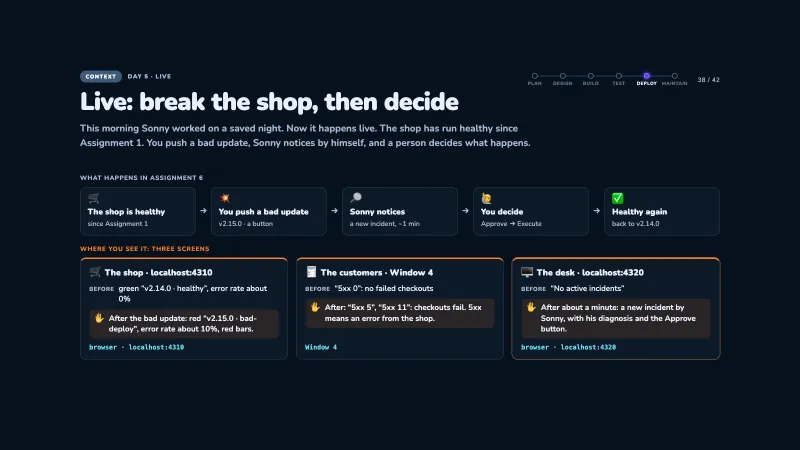 CONTEXT DAY 5 · LIVE
PLAN DESIGN BUILD TEST DEPLOY MAINTAIN
38 / 42
Live: break the shop, then decide
This morning Sonny worked on a saved night. Now it happens live. The shop has run healthy since
Assignment 1. You push a bad update, Sonny notices by himself, and a person decides what happens.
WHAT HAPPENS IN ASSIGNMENT 6
The shop is healthy
since Assignment 1
→
You push a bad update
v2.15.0 · a button
→
Sonny notices
a new incident, ~1 min
→
You decide
Approve → Execute
→
Healthy again
back to v2.14.0
WHERE YOU SEE IT: THREE SCREENS
The shop · localhost:4310
BEFORE green “v2.14.0 · healthy”, error rate about
0%
After the bad update: red “v2.15.0 · bad-
deploy”, error rate about 10%, red bars.
browser · localhost:4310
The customers · Window 4
BEFORE “5xx 0”: no failed checkouts
After: “5xx 5”, “5xx 11”: checkouts fail. 5xx
means an error from the shop.
Window 4
The desk · localhost:4320
BEFORE “No active incidents”
After about a minute: a new incident by
Sonny, with his diagnosis and the Approve
button.
browser · localhost:4320